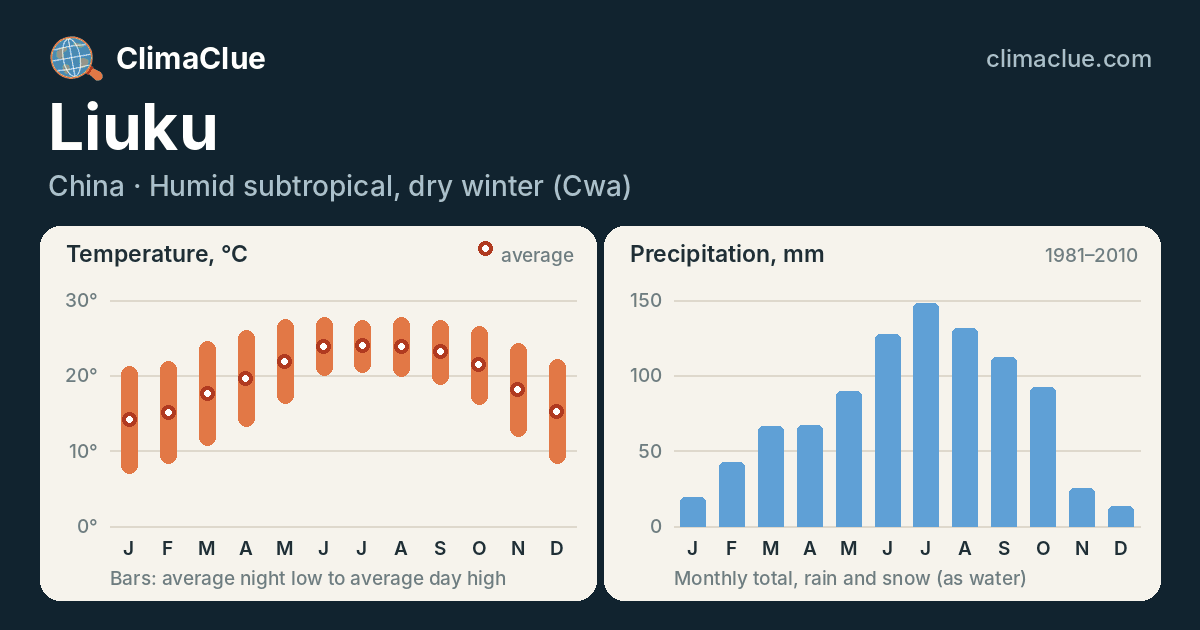 ClimaClue
climaclue.com
Liuku
China · Humid subtropical, dry winter (Cwa)
Temperature, °C
average
30°
20°
10°
0°
J F M A M J J A S O N D
Bars: average night low to average day high
Precipitation, mm
1981–2010
150
100
50
0
J F M A M J J A S O N D
Monthly total, rain and snow (as water)